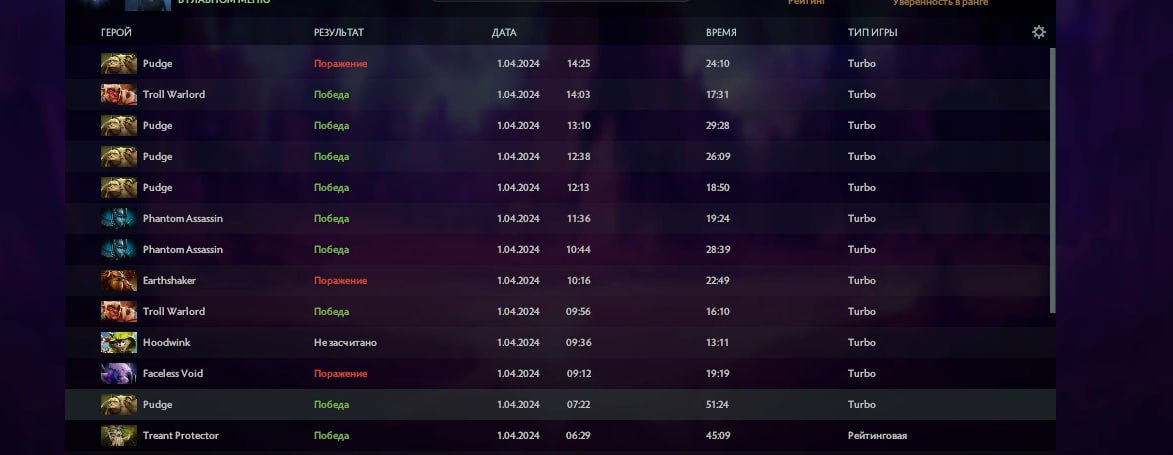 В ГЛАВНОМ МЕНЮ Рейтинг Уверенность в ранге
ГЕРОЙ РЕЗУЛЬТАТ ДАТА ВРЕМЯ ТИП ИГРЫ
Pudge Поражение 1.04.2024 14:25 24:10 Turbo
Troll Warlord Победа 1.04.2024 14:03 17:31 Turbo
Pudge Победа 1.04.2024 13:10 29:28 Turbo
Pudge Победа 1.04.2024 12:38 26:09 Turbo
Pudge Победа 1.04.2024 12:13 18:50 Turbo
Phantom Assassin Победа 1.04.2024 11:36 19:24 Turbo
Phantom Assassin Победа 1.04.2024 10:44 28:39 Turbo
Earthshaker Поражение 1.04.2024 10:16 22:49 Turbo
Troll Warlord Победа 1.04.2024 09:56 16:10 Turbo
Hoodwink Не засчитано 1.04.2024 09:36 13:11 Turbo
Faceless Void Поражение 1.04.2024 09:12 19:19 Turbo
Pudge Победа 1.04.2024 07:22 51:24 Turbo
Treant Protector Победа 1.04.2024 06:29 45:09 Рейтинговая